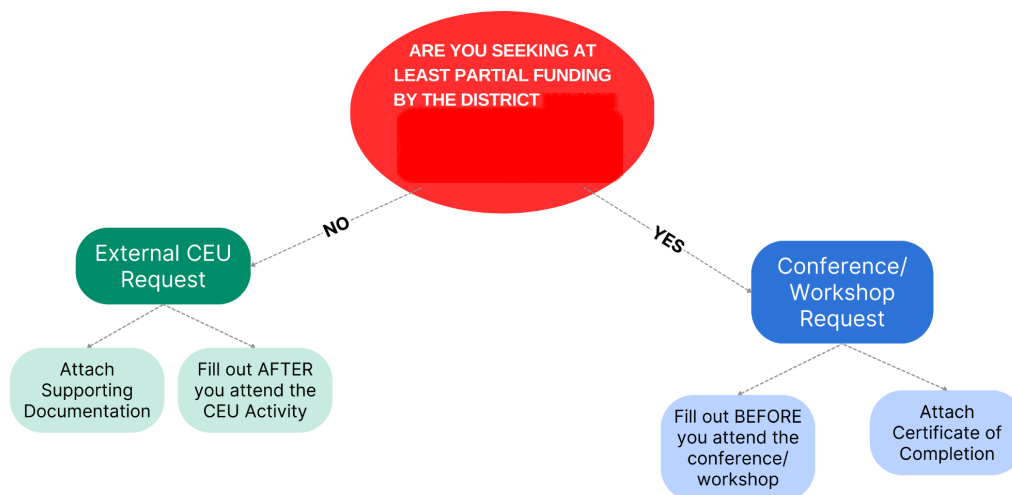 ARE YOU SEEKING AT
LEAST PARTIAL FUNDING
BY THE DISTRICT
NO
YES
External CEU
Request
Conference/
Workshop
Request
Attach
Supporting
Documentation
Fill out AFTER
you attend the
CEU Activity
Fill out BEFORE
you attend the
conference/
workshop
Attach
Certificate of
Completion